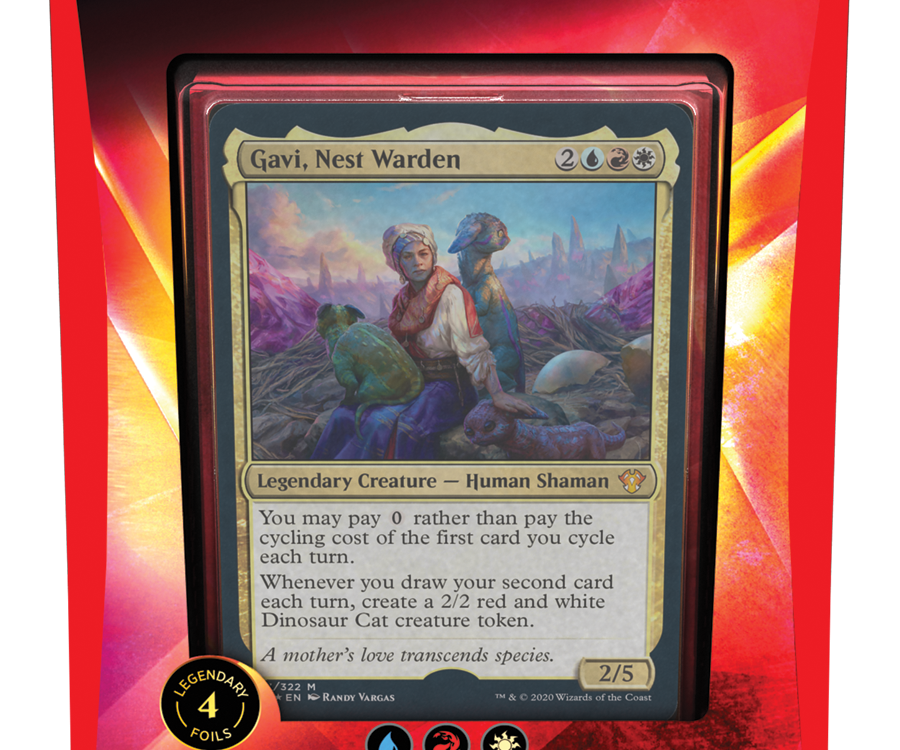 Gavi, Nest Warden 2
Legendary Creature — Human Shaman
You may pay 0 rather than pay the
cycling cost of the first card you cycle
each turn.
Whenever you draw your second card
each turn, create a 2/2 red and white
Dinosaur Cat creature token.
A mother's love transcends species.
2/5
/322 M
EN Randy Vargas
™ & © 2020 Wizards of the Coast
LEGENDARY
4
FOILS